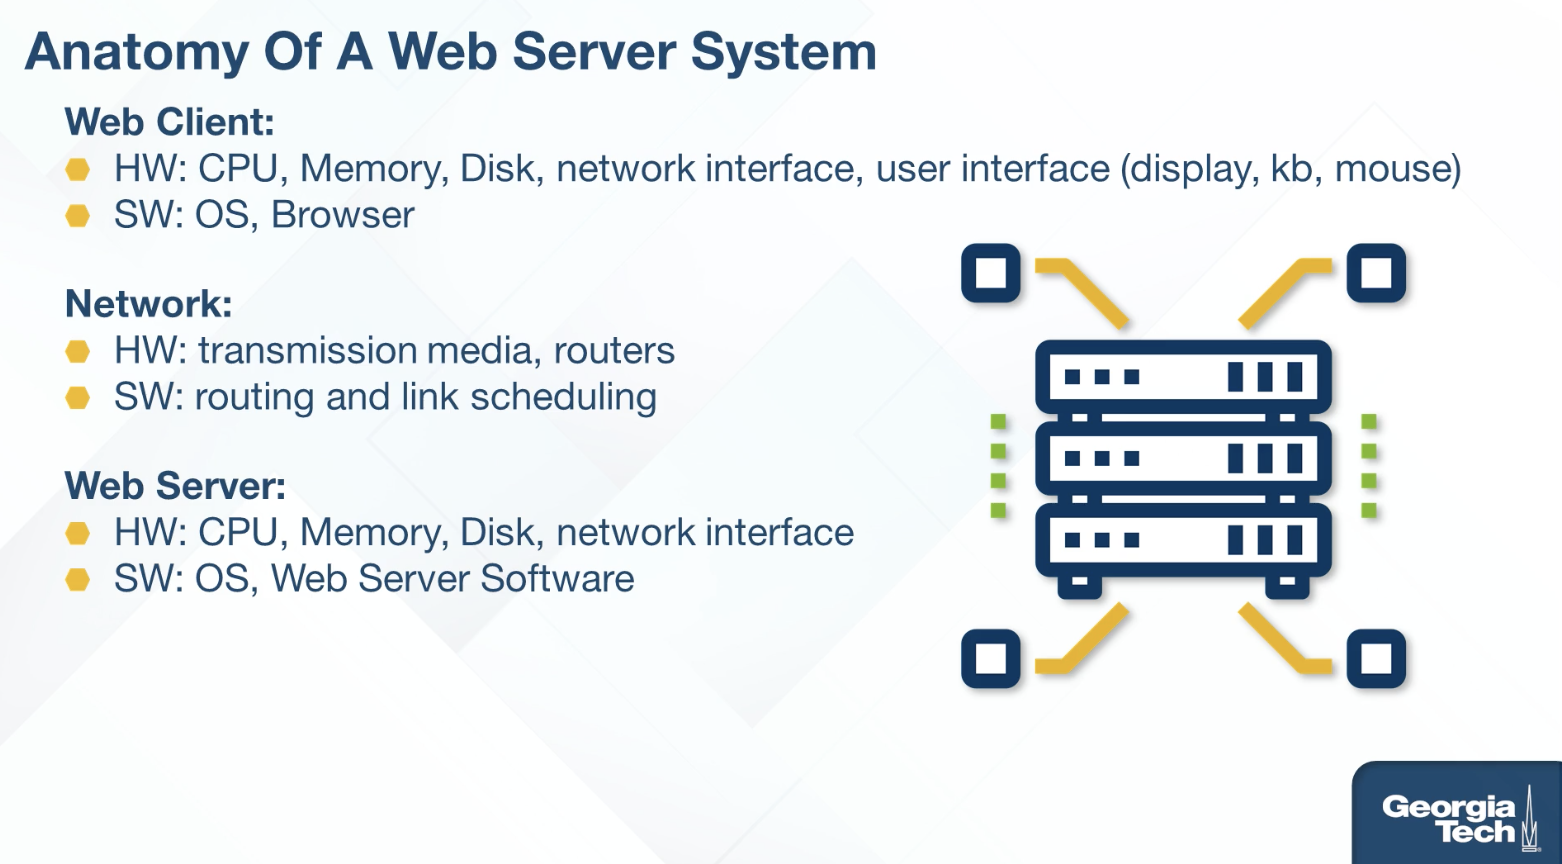 Anatomy Of A Web Server System
Web Client:
HW: CPU, Memory, Disk, network interface, user interface (display, kb, mouse)
SW: OS, Browser
Network:
HW: transmission media, routers
SW: routing and link scheduling
Web Server:
HW: CPU, Memory, Disk, network interface
SW: OS, Web Server Software
Georgia
Tech